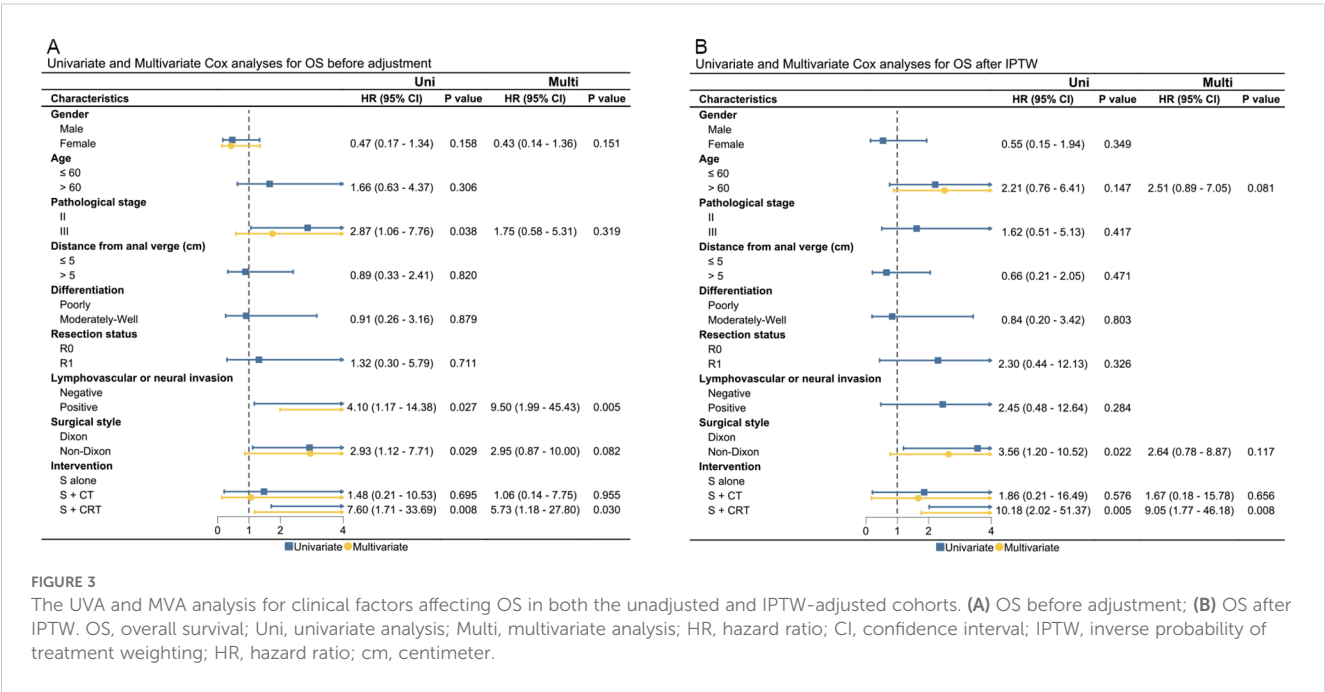 A
Univariate and Multivariate Cox analyses for OS before adjustment
Uni Multi
Characteristics HR (95% CI) P value HR (95% CI) P value
Gender
Male
Female 0.47 (0.17 - 1.34) 0.158 0.43 (0.14 - 1.36) 0.151
Age
≤ 60
> 60 1.66 (0.63 - 4.37) 0.306
Pathological stage
II
III 2.87 (1.06 - 7.76) 0.038 1.75 (0.58 - 5.31) 0.319
Distance from anal verge (cm)
≤ 5
> 5 0.89 (0.33 - 2.41) 0.820
Differentiation
Poorly
Moderately-Well 0.91 (0.26 - 3.16) 0.879
Resection status
R0
R1 1.32 (0.30 - 5.79) 0.711
Lymphovascular or neural invasion
Negative
Positive 4.10 (1.17 - 14.38) 0.027 9.50 (1.99 - 45.43) 0.005
Surgical style
Dixon
Non-Dixon 2.93 (1.12 - 7.71) 0.029 2.95 (0.87 - 10.00) 0.082
Intervention
S alone
S + CT 1.48 (0.21 - 10.53) 0.695 1.06 (0.14 - 7.75) 0.955
S + CRT 7.60 (1.71 - 33.69) 0.008 5.73 (1.18 - 27.80) 0.030
0 1 2 4
Univariate Multivariate
B
Univariate and Multivariate Cox analyses for OS after IPTW
Uni Multi
Characteristics HR (95% CI) P value HR (95% CI) P value
Gender
Male
Female 0.55 (0.15 - 1.94) 0.349
Age
≤ 60
> 60 2.21 (0.76 - 6.41) 0.147 2.51 (0.89 - 7.05) 0.081
Pathological stage
II
III 1.62 (0.51 - 5.13) 0.417
Distance from anal verge (cm)
≤ 5
> 5 0.66 (0.21 - 2.05) 0.471
Differentiation
Poorly
Moderately-Well 0.84 (0.20 - 3.42) 0.803
Resection status
R0
R1 2.30 (0.44 - 12.13) 0.326
Lymphovascular or neural invasion
Negative
Positive 2.45 (0.48 - 12.64) 0.284
Surgical style
Dixon
Non-Dixon 3.56 (1.20 - 10.52) 0.022 2.64 (0.78 - 8.87) 0.117
Intervention
S alone
S + CT 1.86 (0.21 - 16.49) 0.576 1.67 (0.18 - 15.78) 0.656
S + CRT 10.18 (2.02 - 51.37) 0.005 9.05 (1.77 - 46.18) 0.008
0 1 2 4
Univariate Multivariate
FIGURE 3
The UVA and MVA analysis for clinical factors affecting OS in both the unadjusted and IPTW-adjusted cohorts. (A) OS before adjustment; (B) OS after
IPTW. OS, overall survival; Uni, univariate analysis; Multi, multivariate analysis; HR, hazard ratio; CI, confidence interval; IPTW, inverse probability of
treatment weighting; HR, hazard ratio; cm, centimeter.